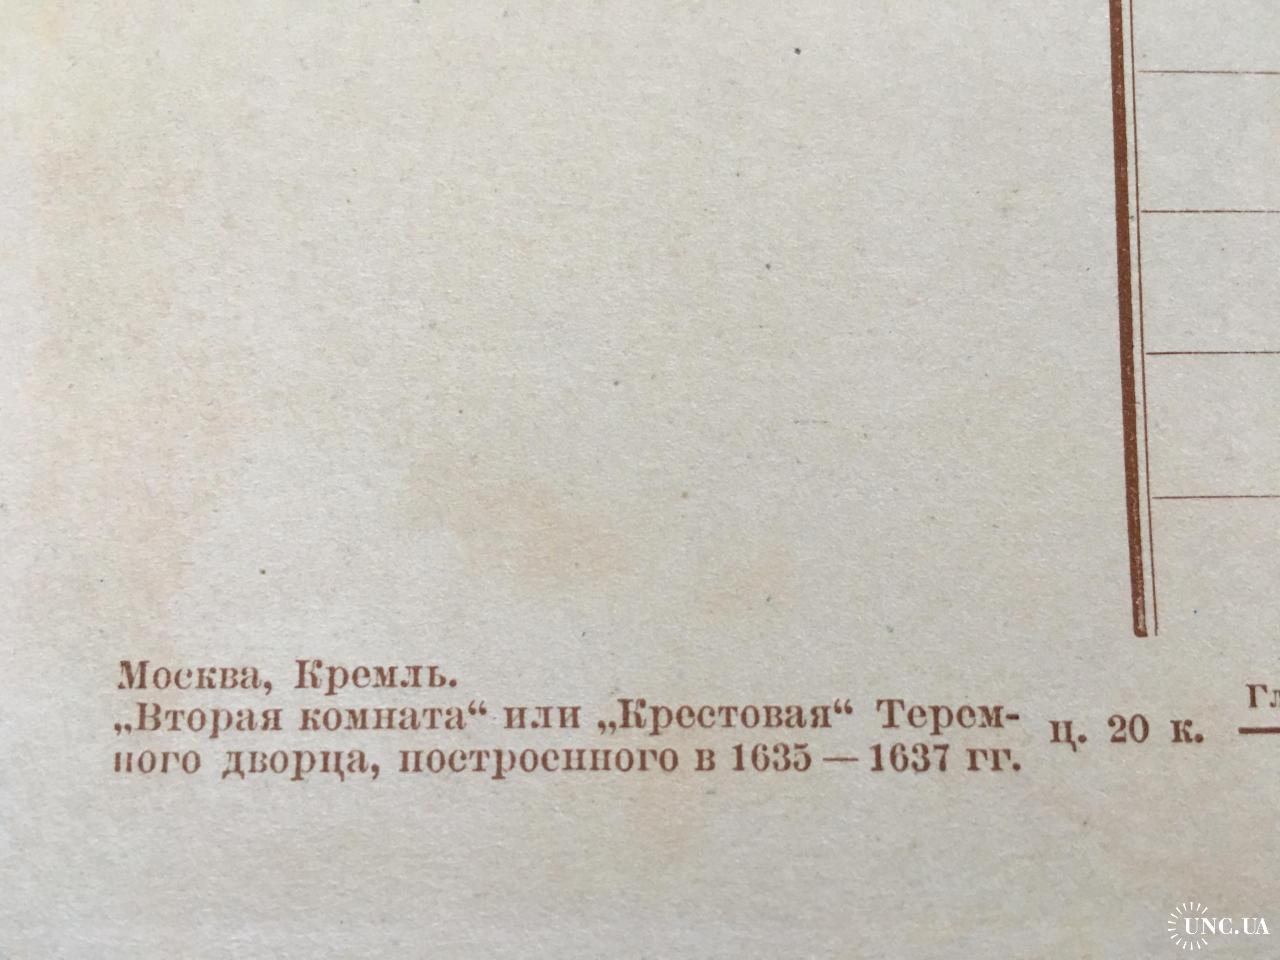 Москва, Кремль.
„Вторая комната“ или „Крестовая“ Терем-
ного дворца, построенного в 1635 — 1637 гг.
ц. 20 к.
UNC.UA